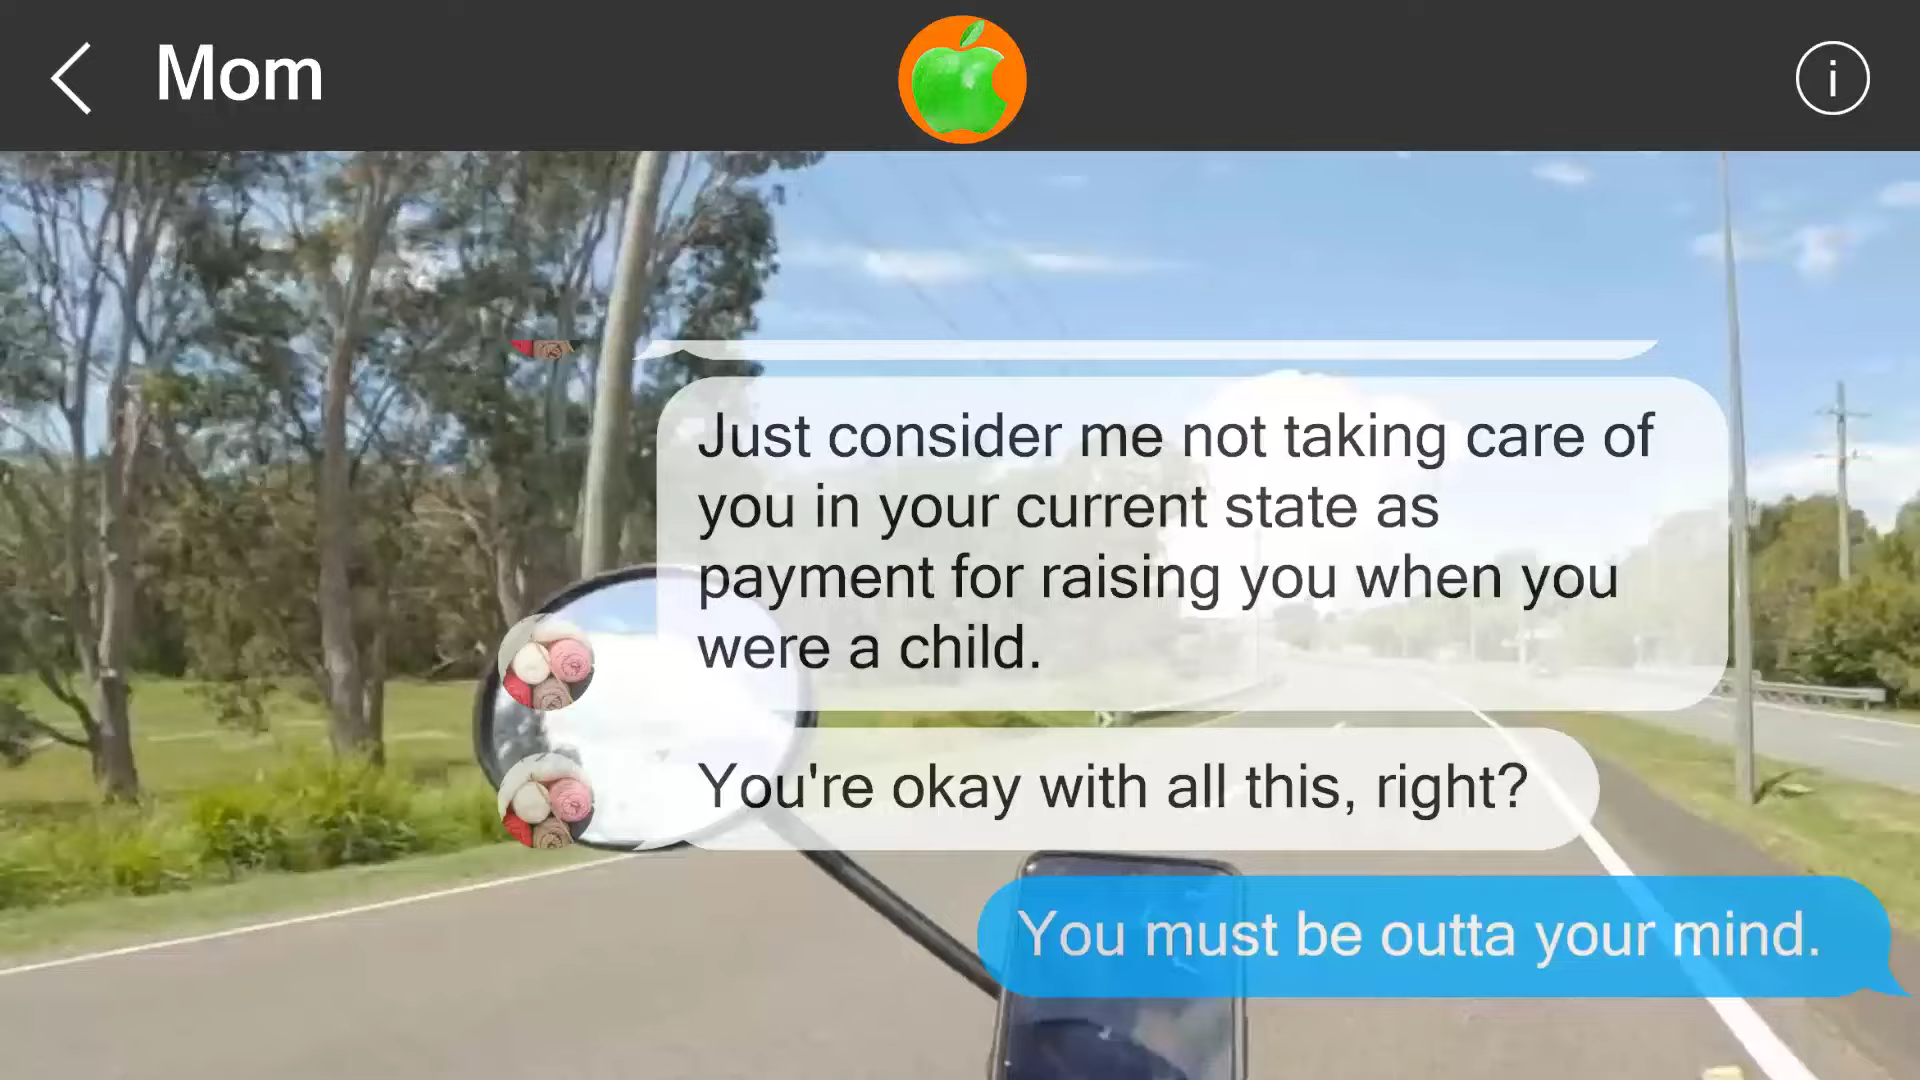 Mom
Just consider me not taking care of
you in your current state as
payment for raising you when you
were a child.
You're okay with all this, right?
You must be outta your mind.